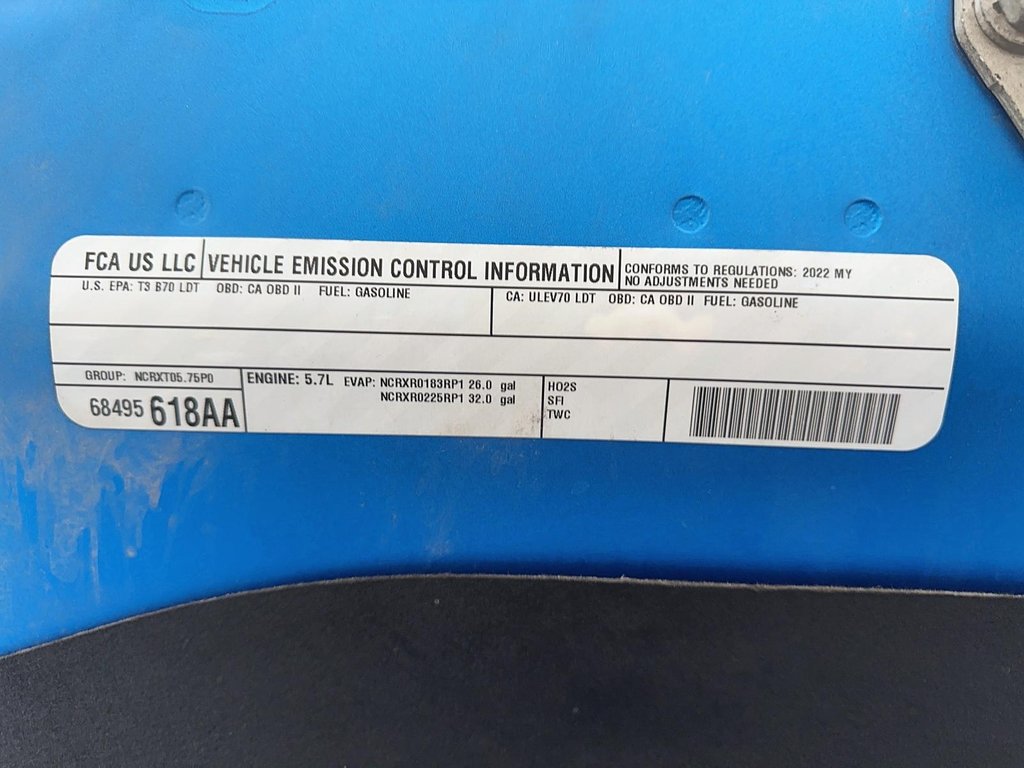 FCA US LLC VEHICLE EMISSION CONTROL INFORMATION
CONFORMS TO REGULATIONS: 2022 MY
NO ADJUSTMENTS NEEDED
U.S. EPA: T3 B70 LDT OBD: CA OBD II FUEL: GASOLINE
CA: ULEV70 LDT OBD: CA OBD II FUEL: GASOLINE
GROUP: NCRXT05.75P0
68495 618AA
ENGINE: 5.7L EVAP: NCRXR0183RP1 26.0 gal
NCRXR0225RP1 32.0 gal
HO2S
SFI
TWC